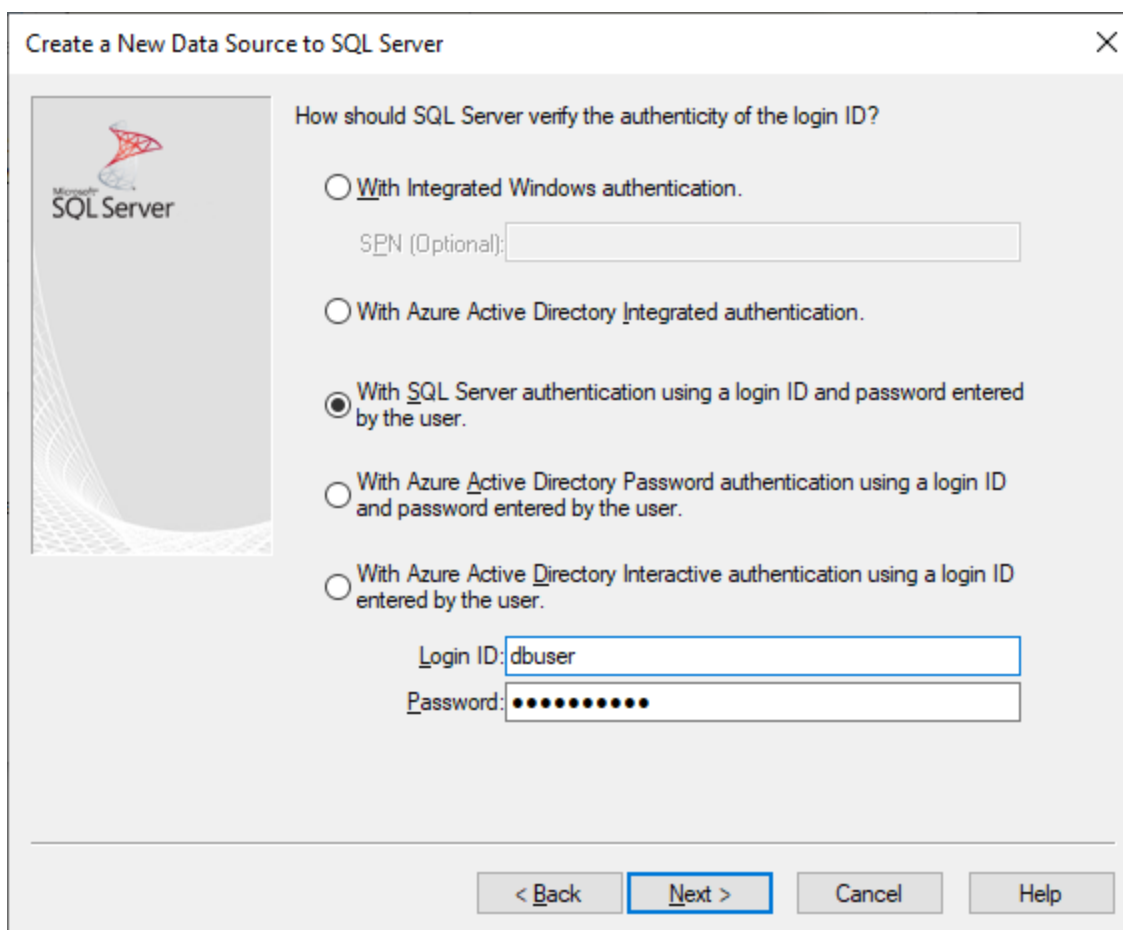 Create a New Data Source to SQL Server
Microsoft
SQL Server
How should SQL Server verify the authenticity of the login ID?
With Integrated Windows authentication.
SPN (Optional):
With Azure Active Directory Integrated authentication.
With SQL Server authentication using a login ID and password entered
by the user.
With Azure Active Directory Password authentication using a login ID
and password entered by the user.
With Azure Active Directory Interactive authentication using a login ID
entered by the user.
Login ID: dbuser
Password: ●●●●●●●●●●
< Back Next > Cancel Help